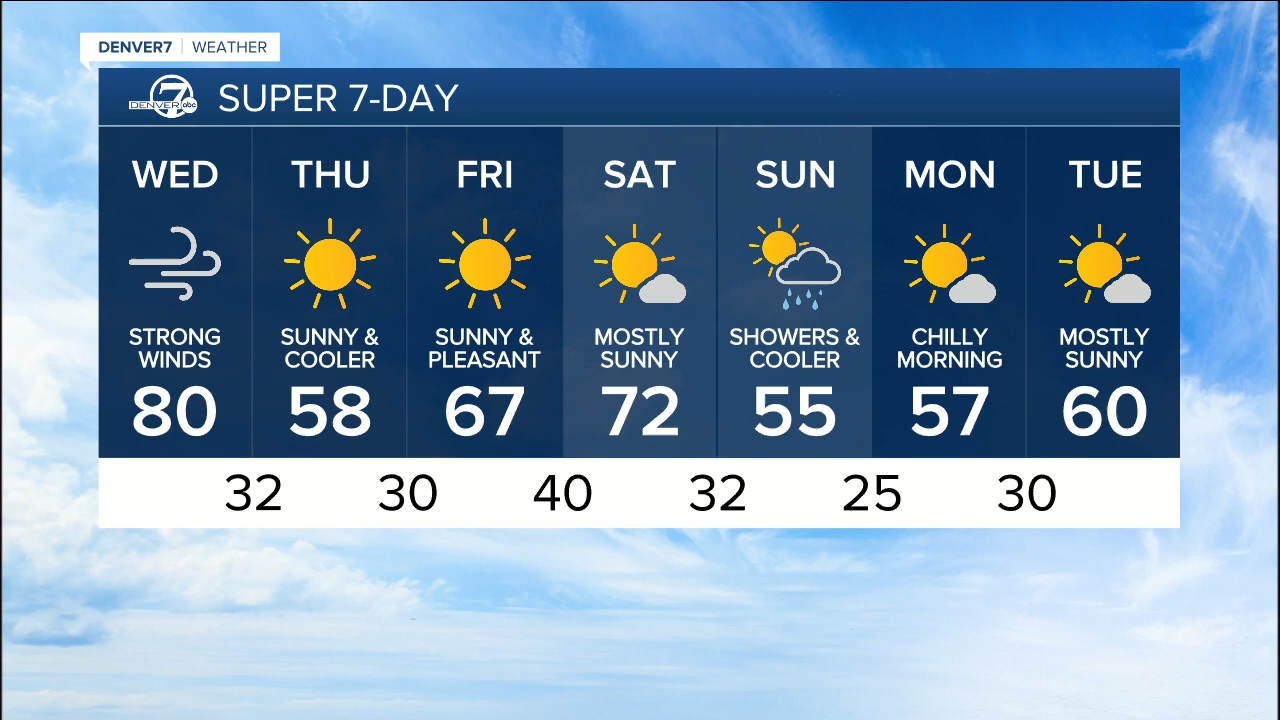 DENVER7 | WEATHER
7
DENVER abc
SUPER 7-DAY
WED THU FRI SAT SUN MON TUE
STRONG WINDS
SUNNY & COOLER
SUNNY & PLEASANT
MOSTLY SUNNY
SHOWERS & COOLER
CHILLY MORNING
MOSTLY SUNNY
80 58 67 72 55 57 60
32 30 40 32 25 30